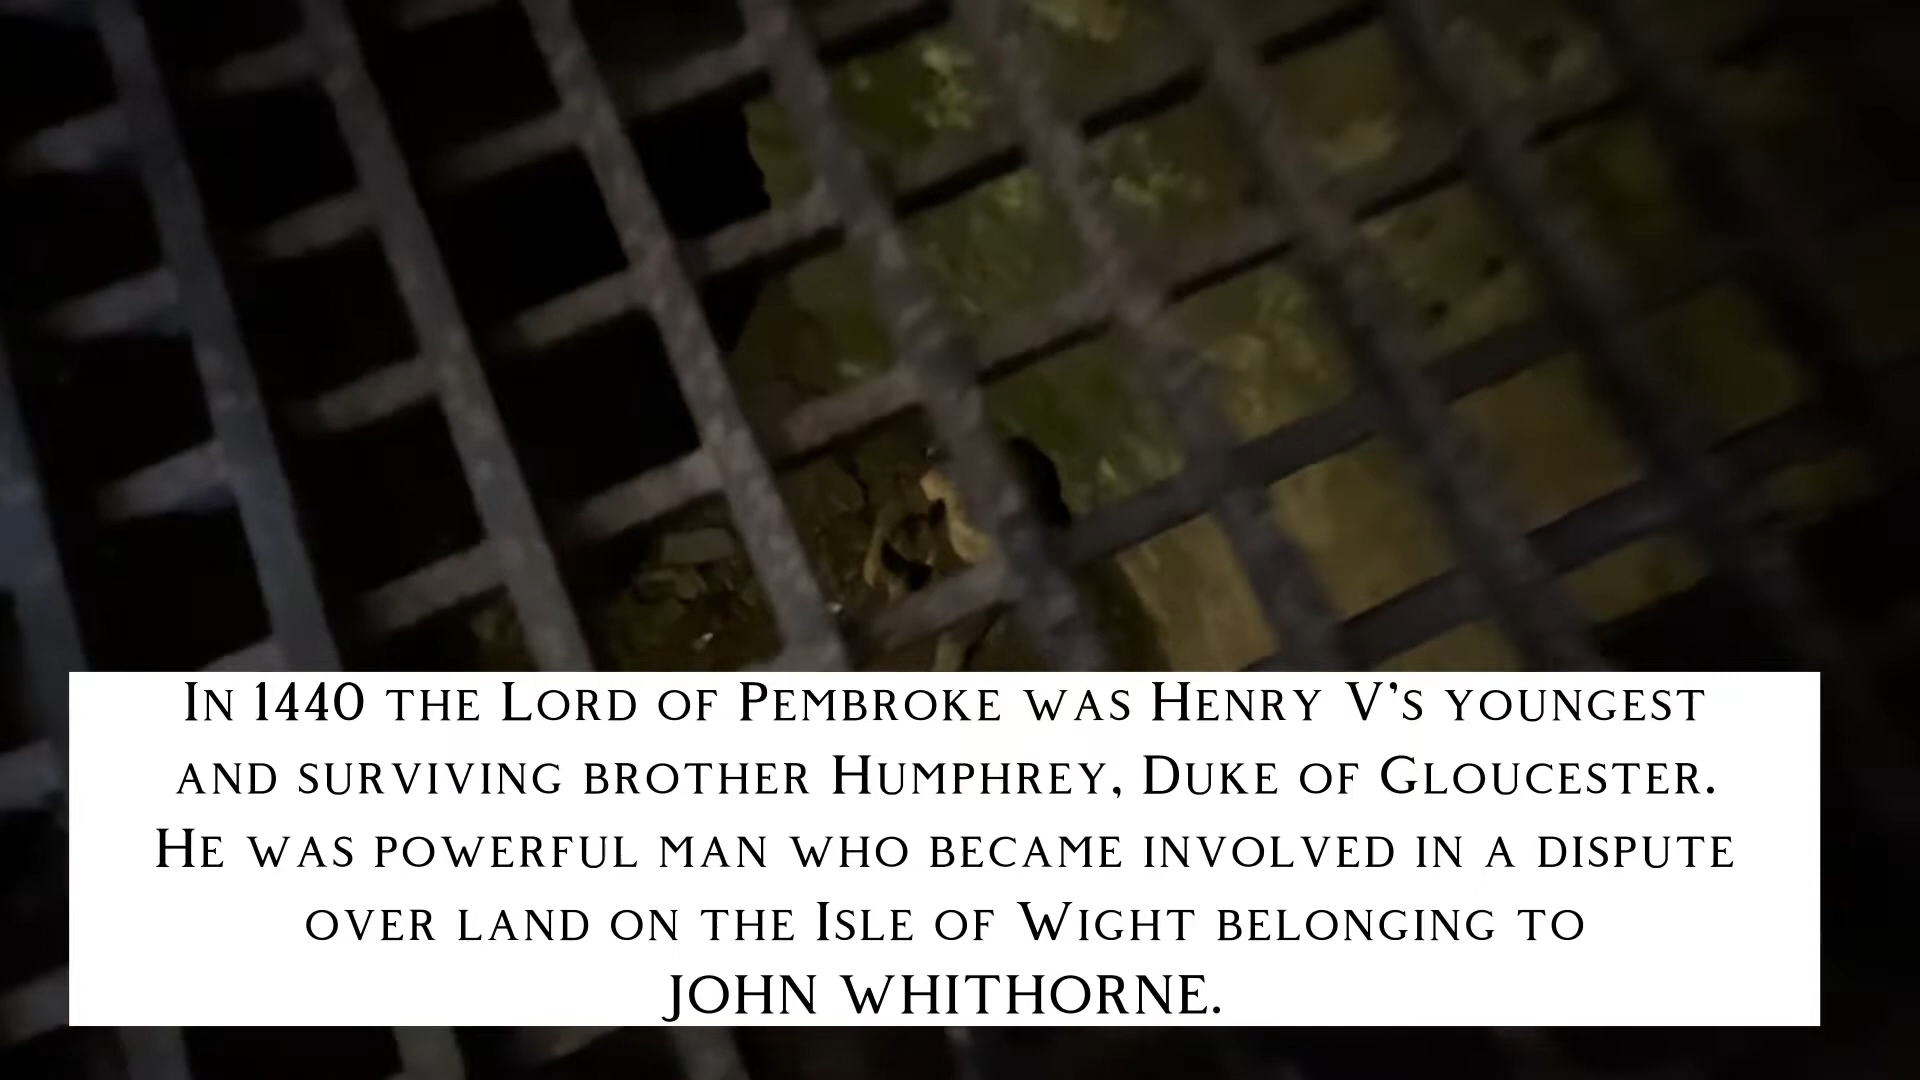 In 1440 the Lord of Pembroke was Henry V's youngest
and surviving brother Humphrey, Duke of Gloucester.
He was powerful man who became involved in a dispute
over land on the Isle of Wight belonging to
JOHN WHITHORNE.